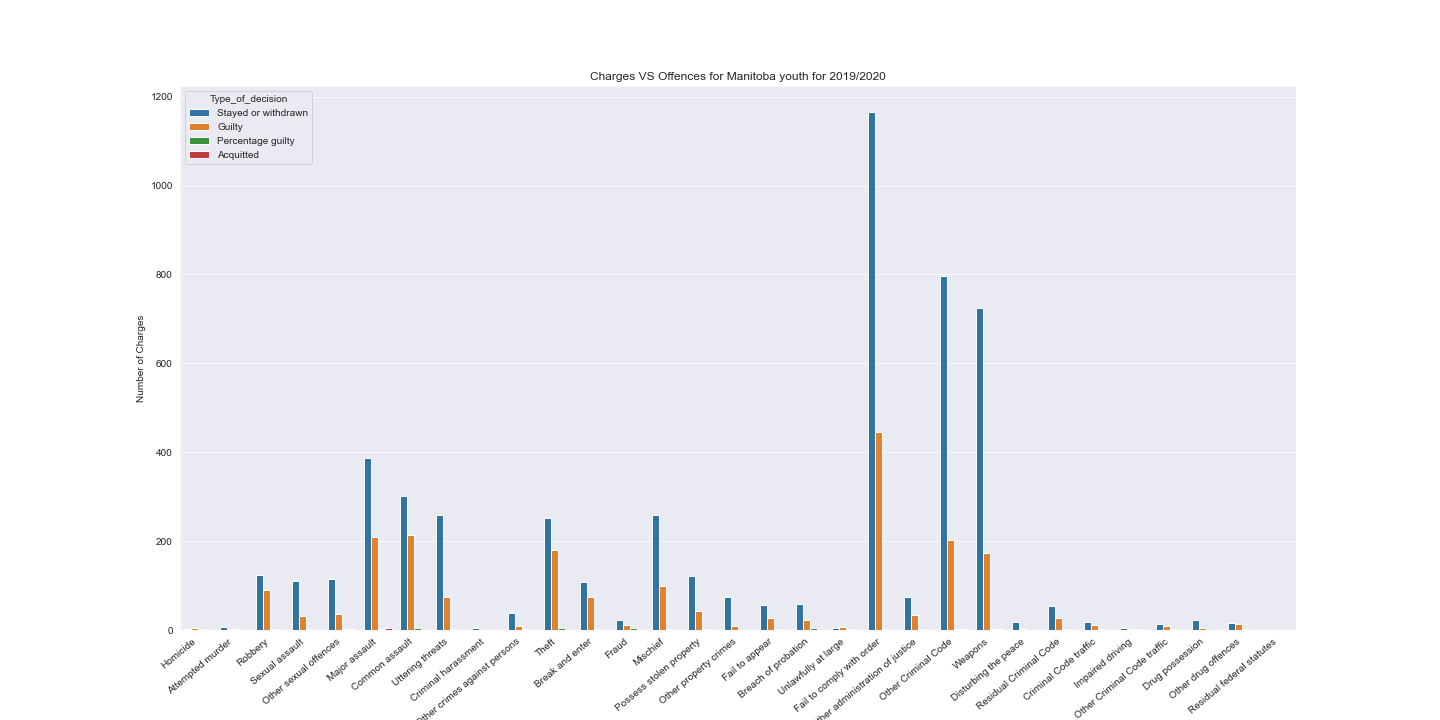 Charges VS Offences for Manitoba youth for 2019/2020
Type_of_decision
Stayed or withdrawn
Guilty
Percentage guilty
Acquitted
Number of Charges
1200
1000
800
600
400
200
0
Homicide
Attempted murder
Robbery
Sexual assault
Other sexual offences
Major assault
Common assault
Uttering threats
Criminal harassment
Other crimes against persons
Theft
Break and enter
Fraud
Mischief
Possess stolen property
Other property crimes
Fail to appear
Breach of probation
Unlawfully at large
Fail to comply with order
ther administration of justice
Other Criminal Code
Weapons
Disturbing the peace
Residual Criminal Code
Criminal Code traffic
Impaired driving
Other Criminal Code traffic
Drug possession
Other drug offences
Residual federal statutes